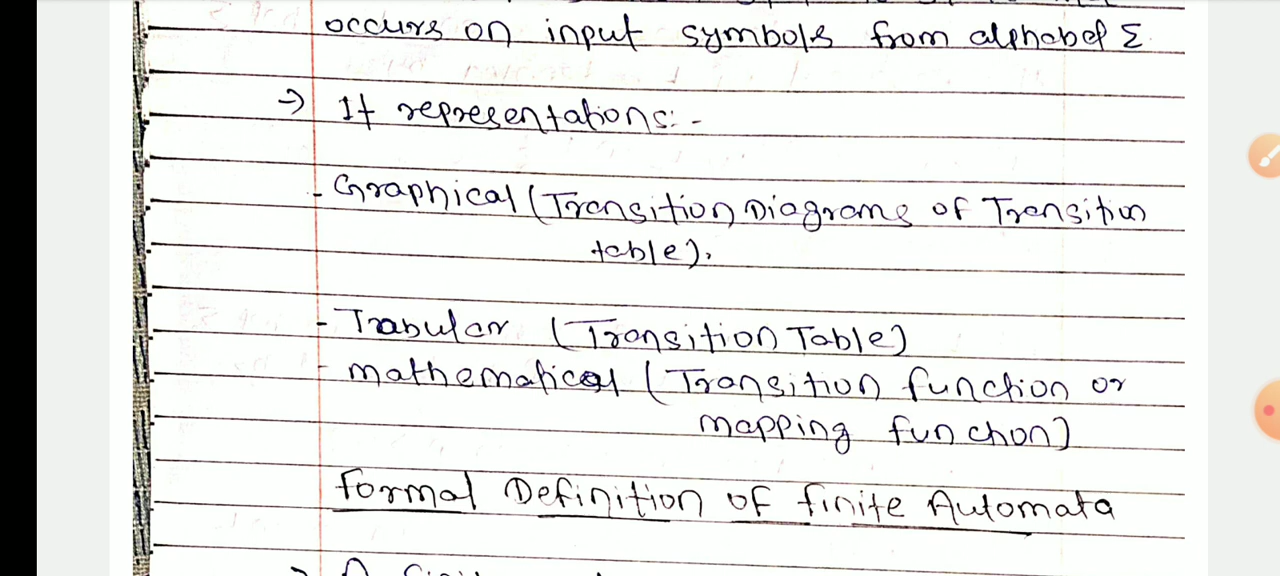 occurs on input symbols from alphabet Σ
→ It representations: -
- Graphical (Transition Diagrams of Transition
table).
- Trabular (Transition Table)
- mathematical (Transition function or
mapping function)
Formal Definition of finite Automata